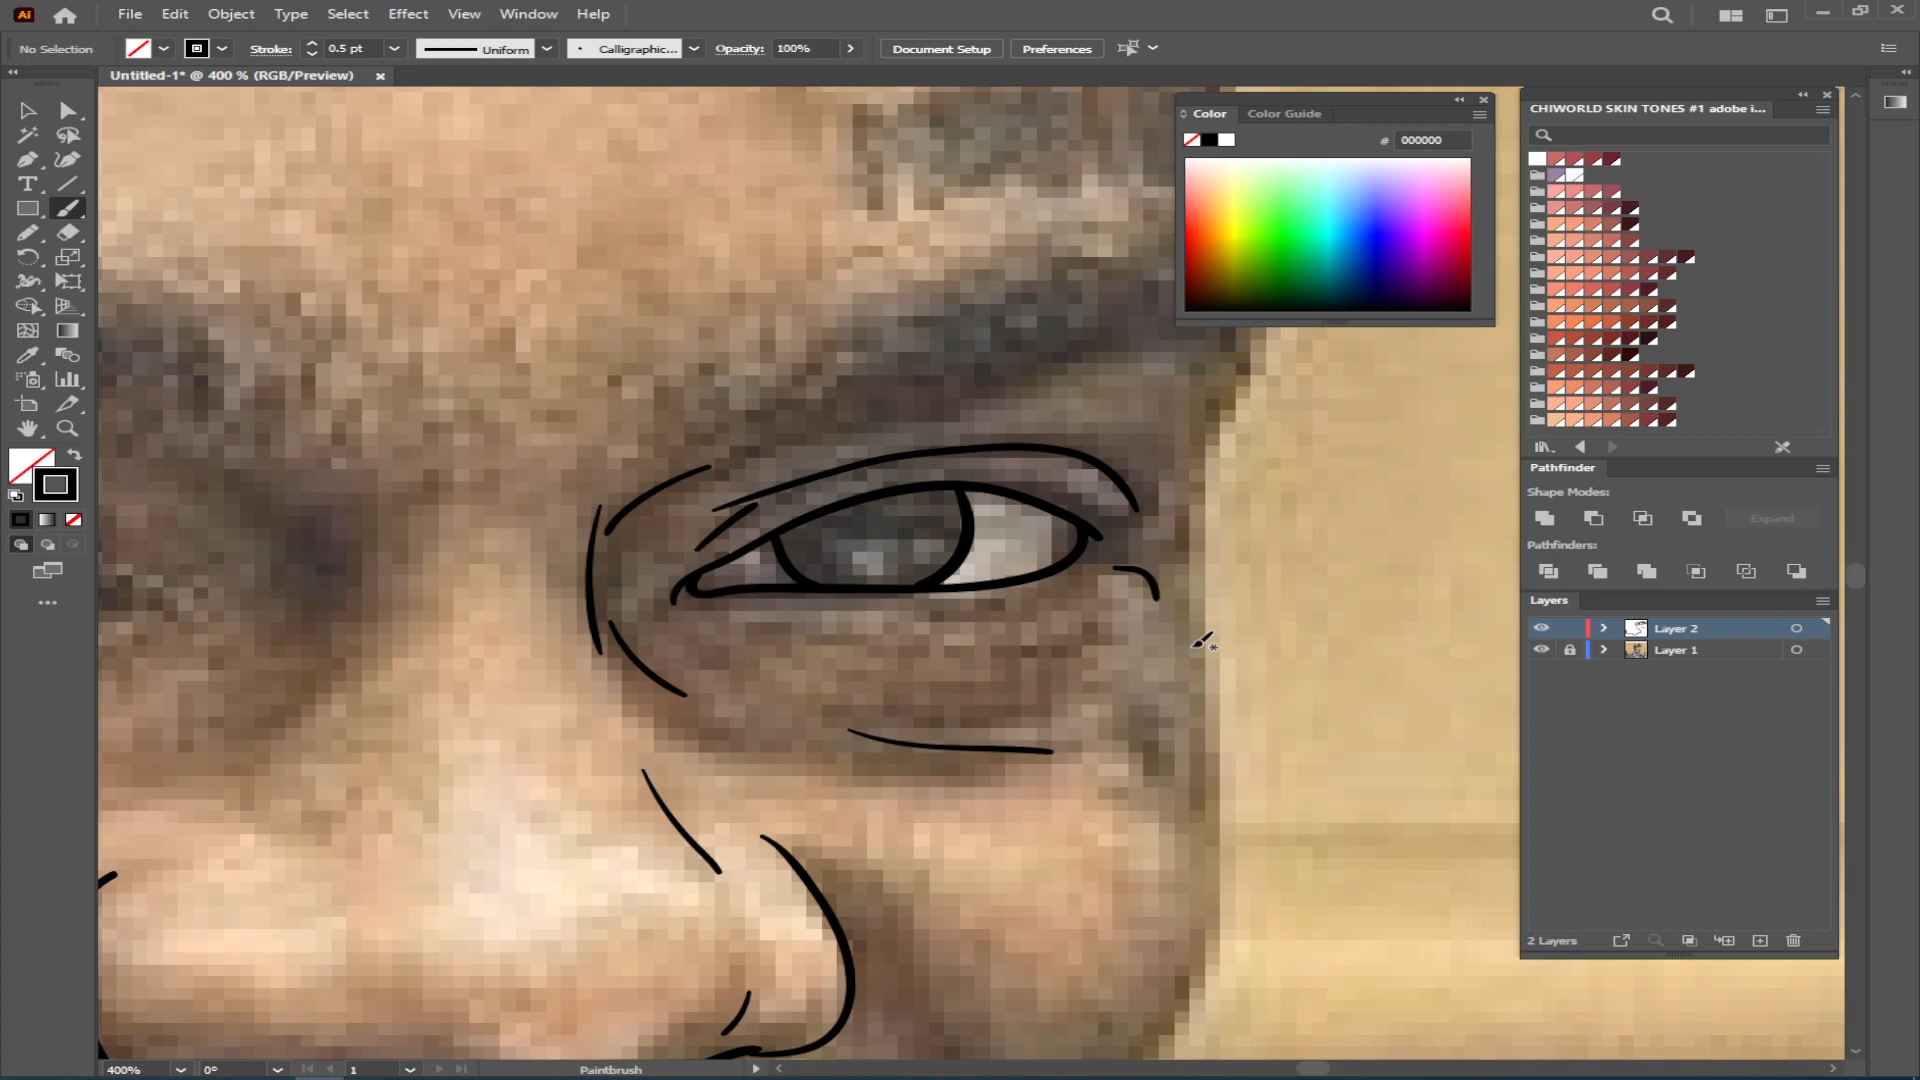 Ai File Edit Object Type Select Effect View Window Help
No Selection Stroke: 0.5 pt Uniform Calligraphic... Opacity: 100% Document Setup Preferences
Untitled-1* @ 400 % (RGB/Preview)
Color Color Guide
# 000000
CHIWORLD SKIN TONES #1 adobe i...
Pathfinder
Shape Modes:
Expand
Pathfinders:
Layers
Layer 2
Layer 1
2 Layers
400% 0° 1 Paintbrush